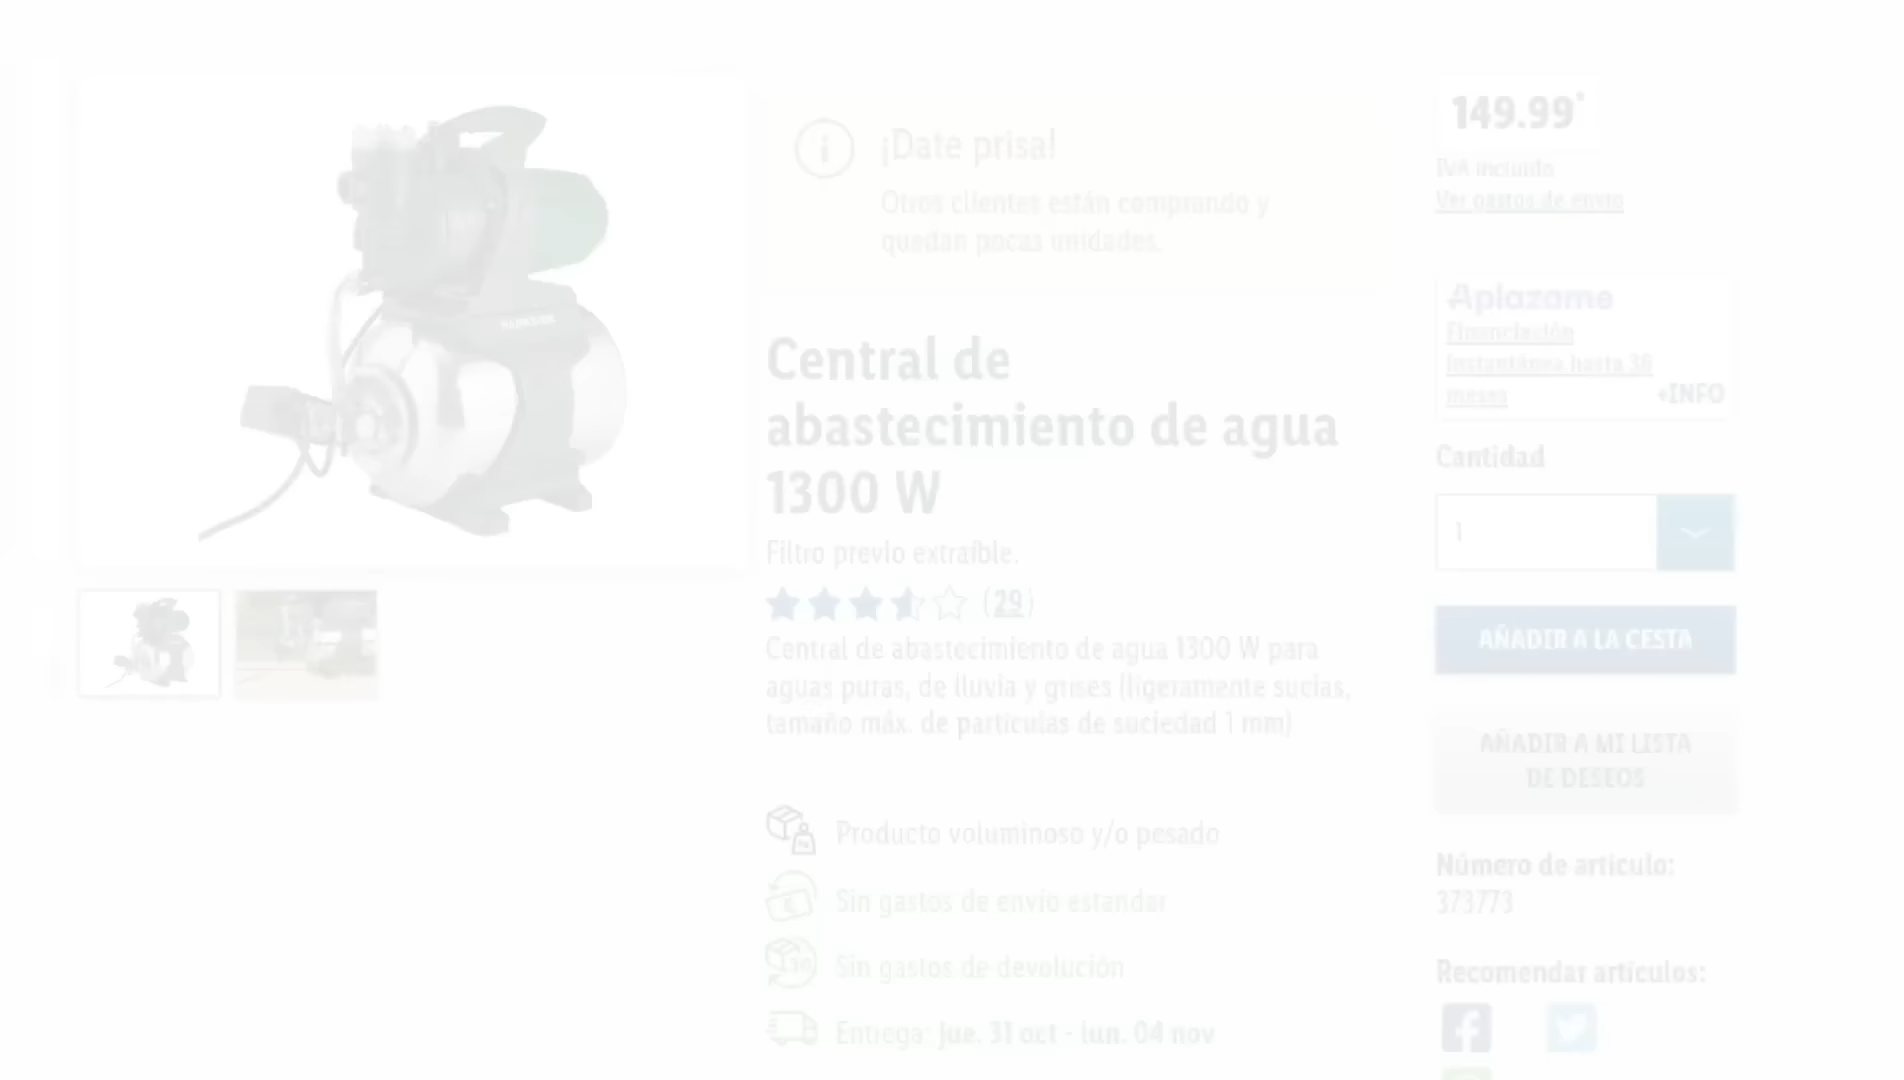 ¡Date prisa!
Otros clientes están comprando y
quedan pocas unidades.
Central de
abastecimiento de agua
1300 W
Filtro previo extraíble.
(29)
Central de abastecimiento de agua 1300 W para
aguas puras, de lluvia y grises (ligeramente sucias,
tamaño máx. de partículas de suciedad 1 mm)
Producto voluminoso y/o pesado
Sin gastos de envío estandar
Sin gastos de devolución
Entrega: jue. 31 oct - lun. 04 nov
149.99*
IVA incluido
Ver gastos de envío
Aplazame
Financiación
Instantánea hasta 36
meses
+INFO
Cantidad
1
AÑADIR A LA CESTA
AÑADIR A MI LISTA
DE DESEOS
Número de artículo:
373773
Recomendar artículos:
PARKSIDE